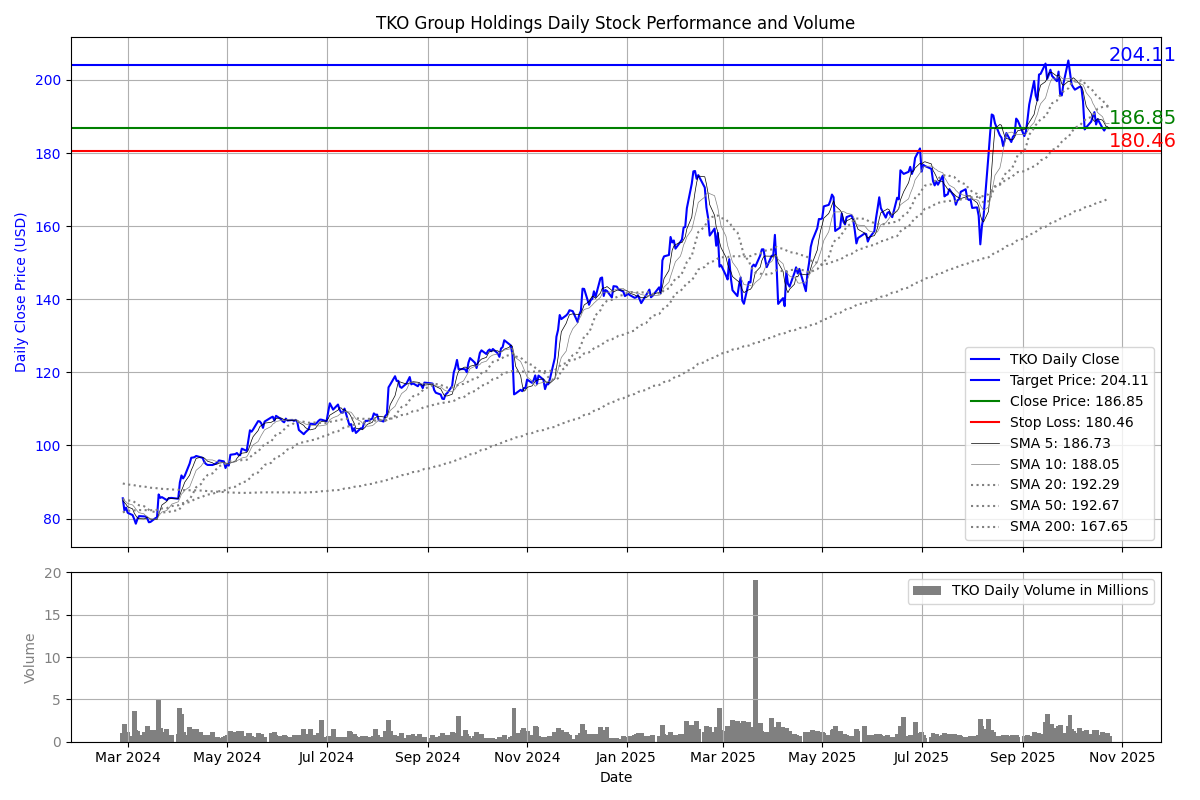 TKO Group Holdings Daily Stock Performance and Volume
204.11
186.85
180.46
Daily Close Price (USD)
200
180
160
140
120
100
80
TKO Daily Close
Target Price: 204.11
Close Price: 186.85
Stop Loss: 180.46
SMA 5: 186.73
SMA 10: 188.05
SMA 20: 192.29
SMA 50: 192.67
SMA 200: 167.65
Volume
20
15
10
5
0
TKO Daily Volume in Millions
Mar 2024 May 2024 Jul 2024 Sep 2024 Nov 2024 Jan 2025 Mar 2025 May 2025 Jul 2025 Sep 2025 Nov 2025
Date